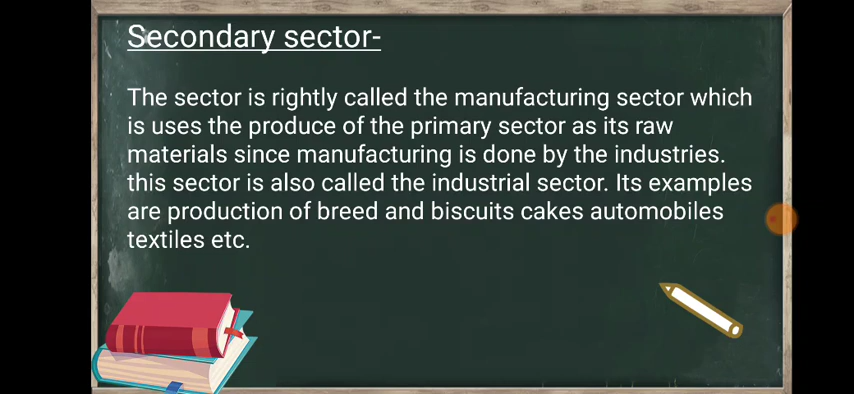 Secondary sector-
The sector is rightly called the manufacturing sector which
is uses the produce of the primary sector as its raw
materials since manufacturing is done by the industries.
this sector is also called the industrial sector. Its examples
are production of breed and biscuits cakes automobiles
textiles etc.